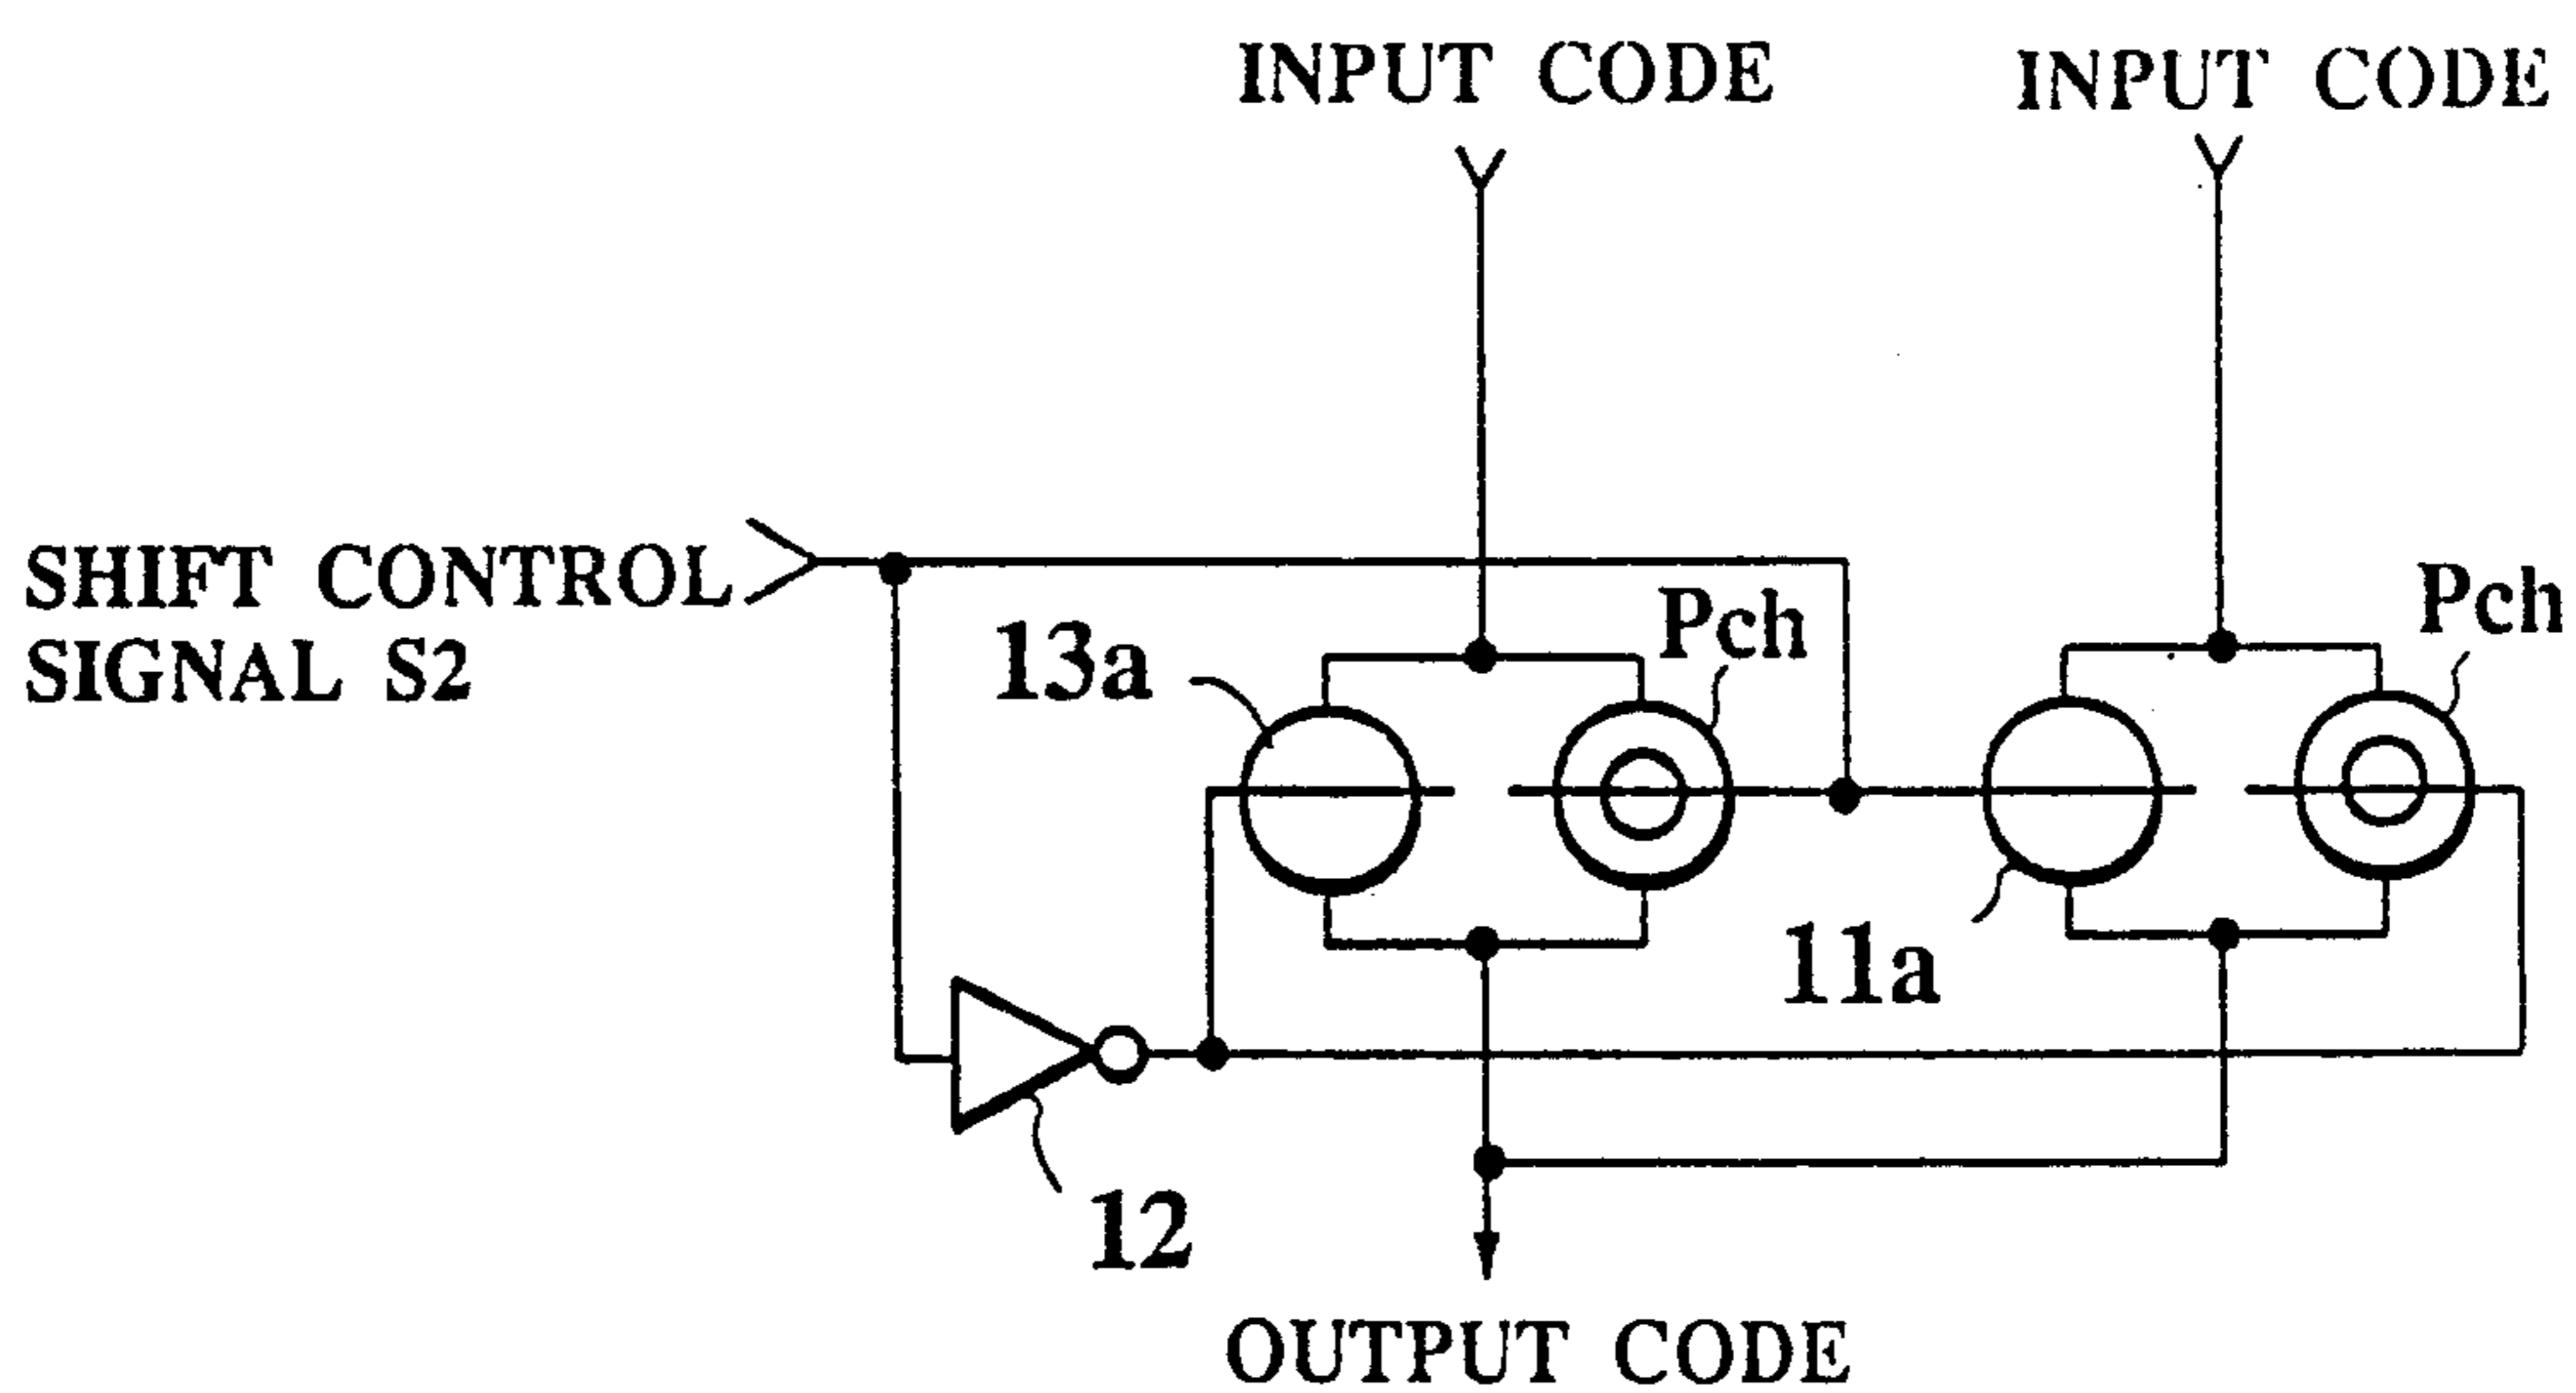 INPUT CODE
INPUT CODE
SHIFT CONTROL
SIGNAL S2
13a
Pch
Pch
11a
12
OUTPUT CODE